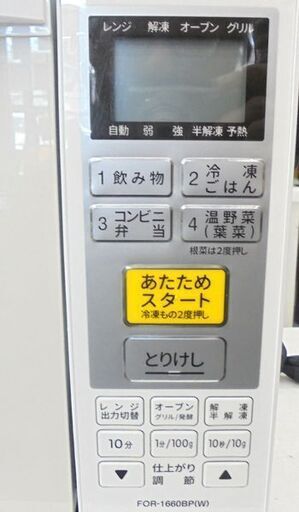 レンジ 解凍 オーブン グリル
自動 弱 強 半解凍 予熱
1 飲み物
2 冷凍
ごはん
3 コンビニ
弁当
4 温野菜
(葉菜)
根菜は2度押し
あたため
スタート
冷凍もの2度押し
とりけし
レンジ
出力切替
オーブン
グリル/発酵
解凍
半解凍
10分
1分/100g
10秒/10g
▼ 仕上がり ▲
調節
FOR-1660BP(W)